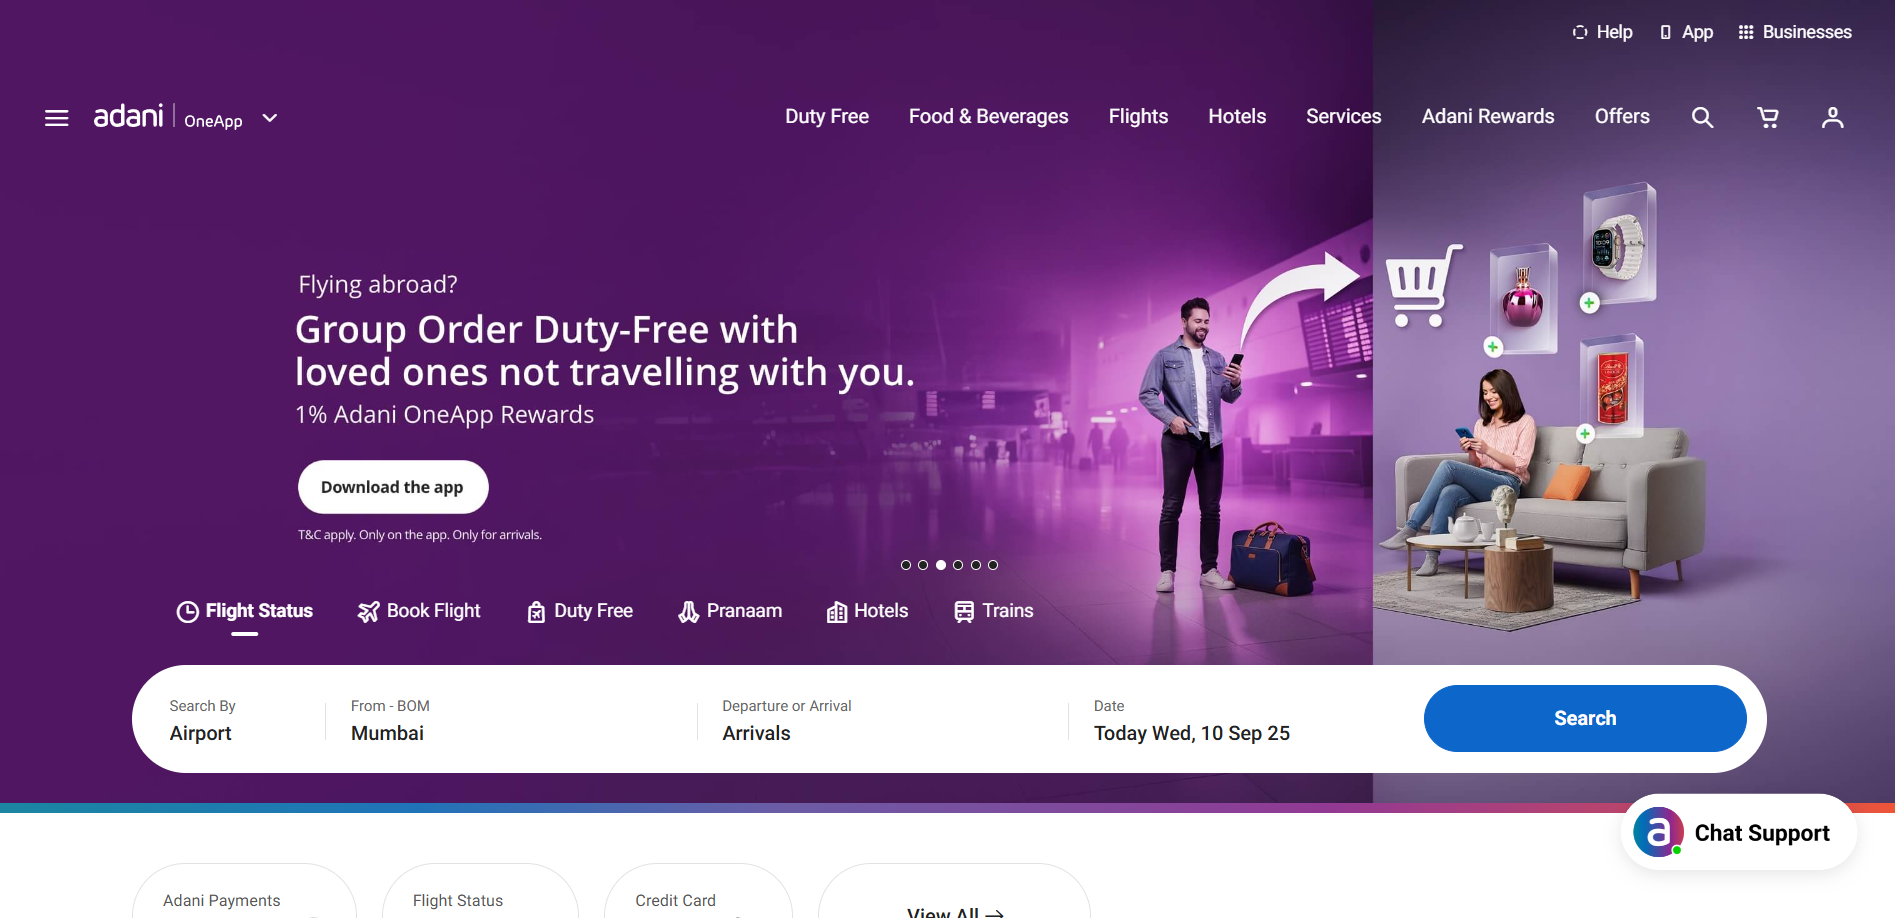 Help
App
Businesses
adani
OneApp
Duty Free
Food & Beverages
Flights
Hotels
Services
Adani Rewards
Offers
Flying abroad?
Group Order Duty-Free with
loved ones not travelling with you.
1% Adani OneApp Rewards
Download the app
T&C apply. Only on the app. Only for arrivals.
Flight Status
Book Flight
Duty Free
Pranaam
Hotels
Trains
Search By
Airport
From - BOM
Mumbai
Departure or Arrival
Arrivals
Date
Today Wed, 10 Sep 25
Search
a
Chat Support
Adani Payments
Flight Status
Credit Card
View All